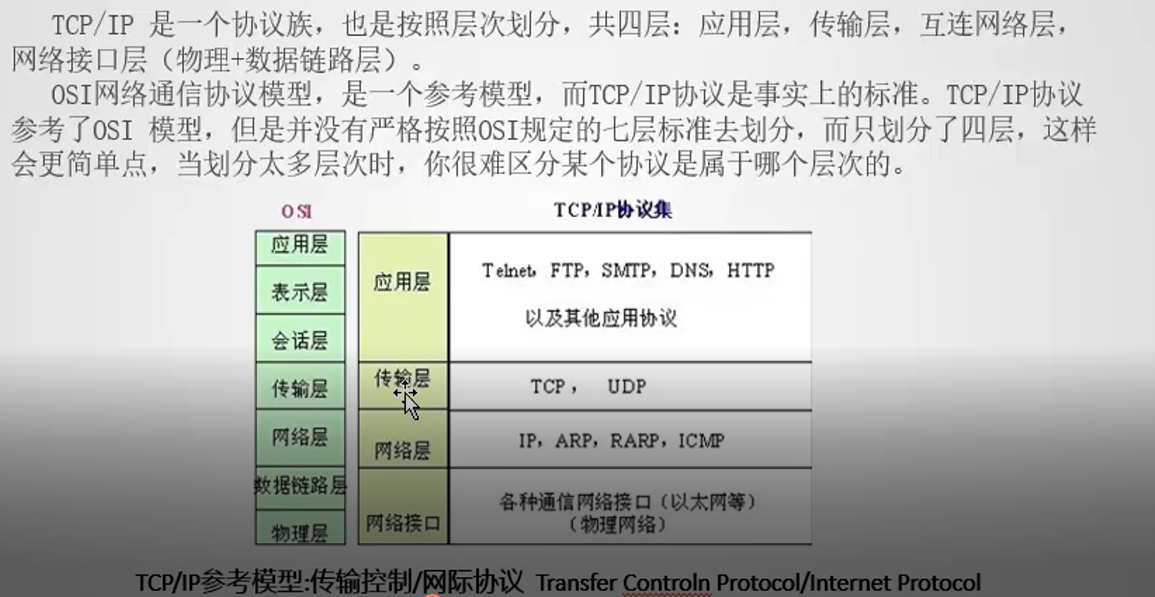 TCP/IP 是一个协议族，也是按照层次划分，共四层：应用层，传输层，互连网络层，
网络接口层（物理+数据链路层）。
OSI网络通信协议模型，是一个参考模型，而TCP/IP协议是事实上的标准。TCP/IP协议
参考了OSI 模型，但是并没有严格按照OSI规定的七层标准去划分，而只划分了四层，这样
会更简单点，当划分太多层次时，你很难区分某个协议是属于哪个层次的。
OSI
TCP/IP协议集
应用层
表示层
会话层
传输层
网络层
数据链路层
物理层
应用层
传输层
网络层
网络接口
Telnet，FTP，SMTP，DNS，HTTP
以及其他应用协议
TCP， UDP
IP，ARP，RARP，ICMP
各种通信网络接口（以太网等）
（物理网络）
TCP/IP参考模型:传输控制/网际协议 Transfer Controln Protocol/Internet Protocol